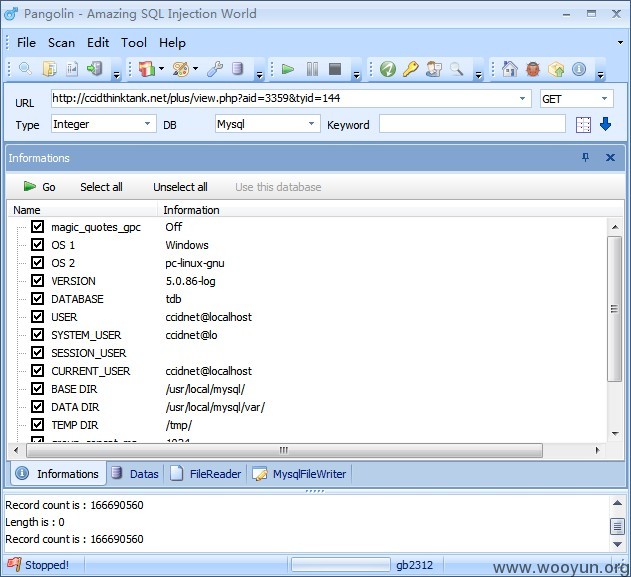 Pangolin - Amazing SQL Injection World
File Scan Edit Tool Help
URL http://ccidthinktank.net/plus/view.php?aid=3359&tyid=144 GET
Type Integer DB Mysql Keyword
Informations
Go Select all Unselect all Use this database
Name Information
magic_quotes_gpc Off
OS 1 Windows
OS 2 pc-linux-gnu
VERSION 5.0.86-log
DATABASE tdb
USER ccidnet@localhost
SYSTEM_USER ccidnet@lo
SESSION_USER
CURRENT_USER ccidnet@localhost
BASE DIR /usr/local/mysql/
DATA DIR /usr/local/mysql/var/
TEMP DIR /tmp/
Informations Datas FileReader MysqlFileWriter
Record count is : 166690560
Length is : 0
Record count is : 166690560
Stopped! gb2312
www.wooyun.org